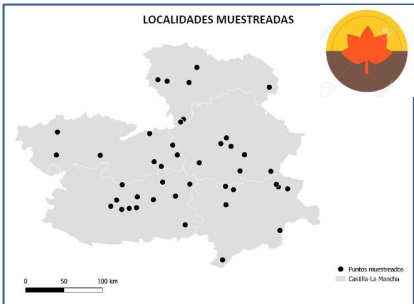 LOCALIDADES MUESTREADAS
Puntos muestreados
Castilla-La Mancha
0 50 100 km